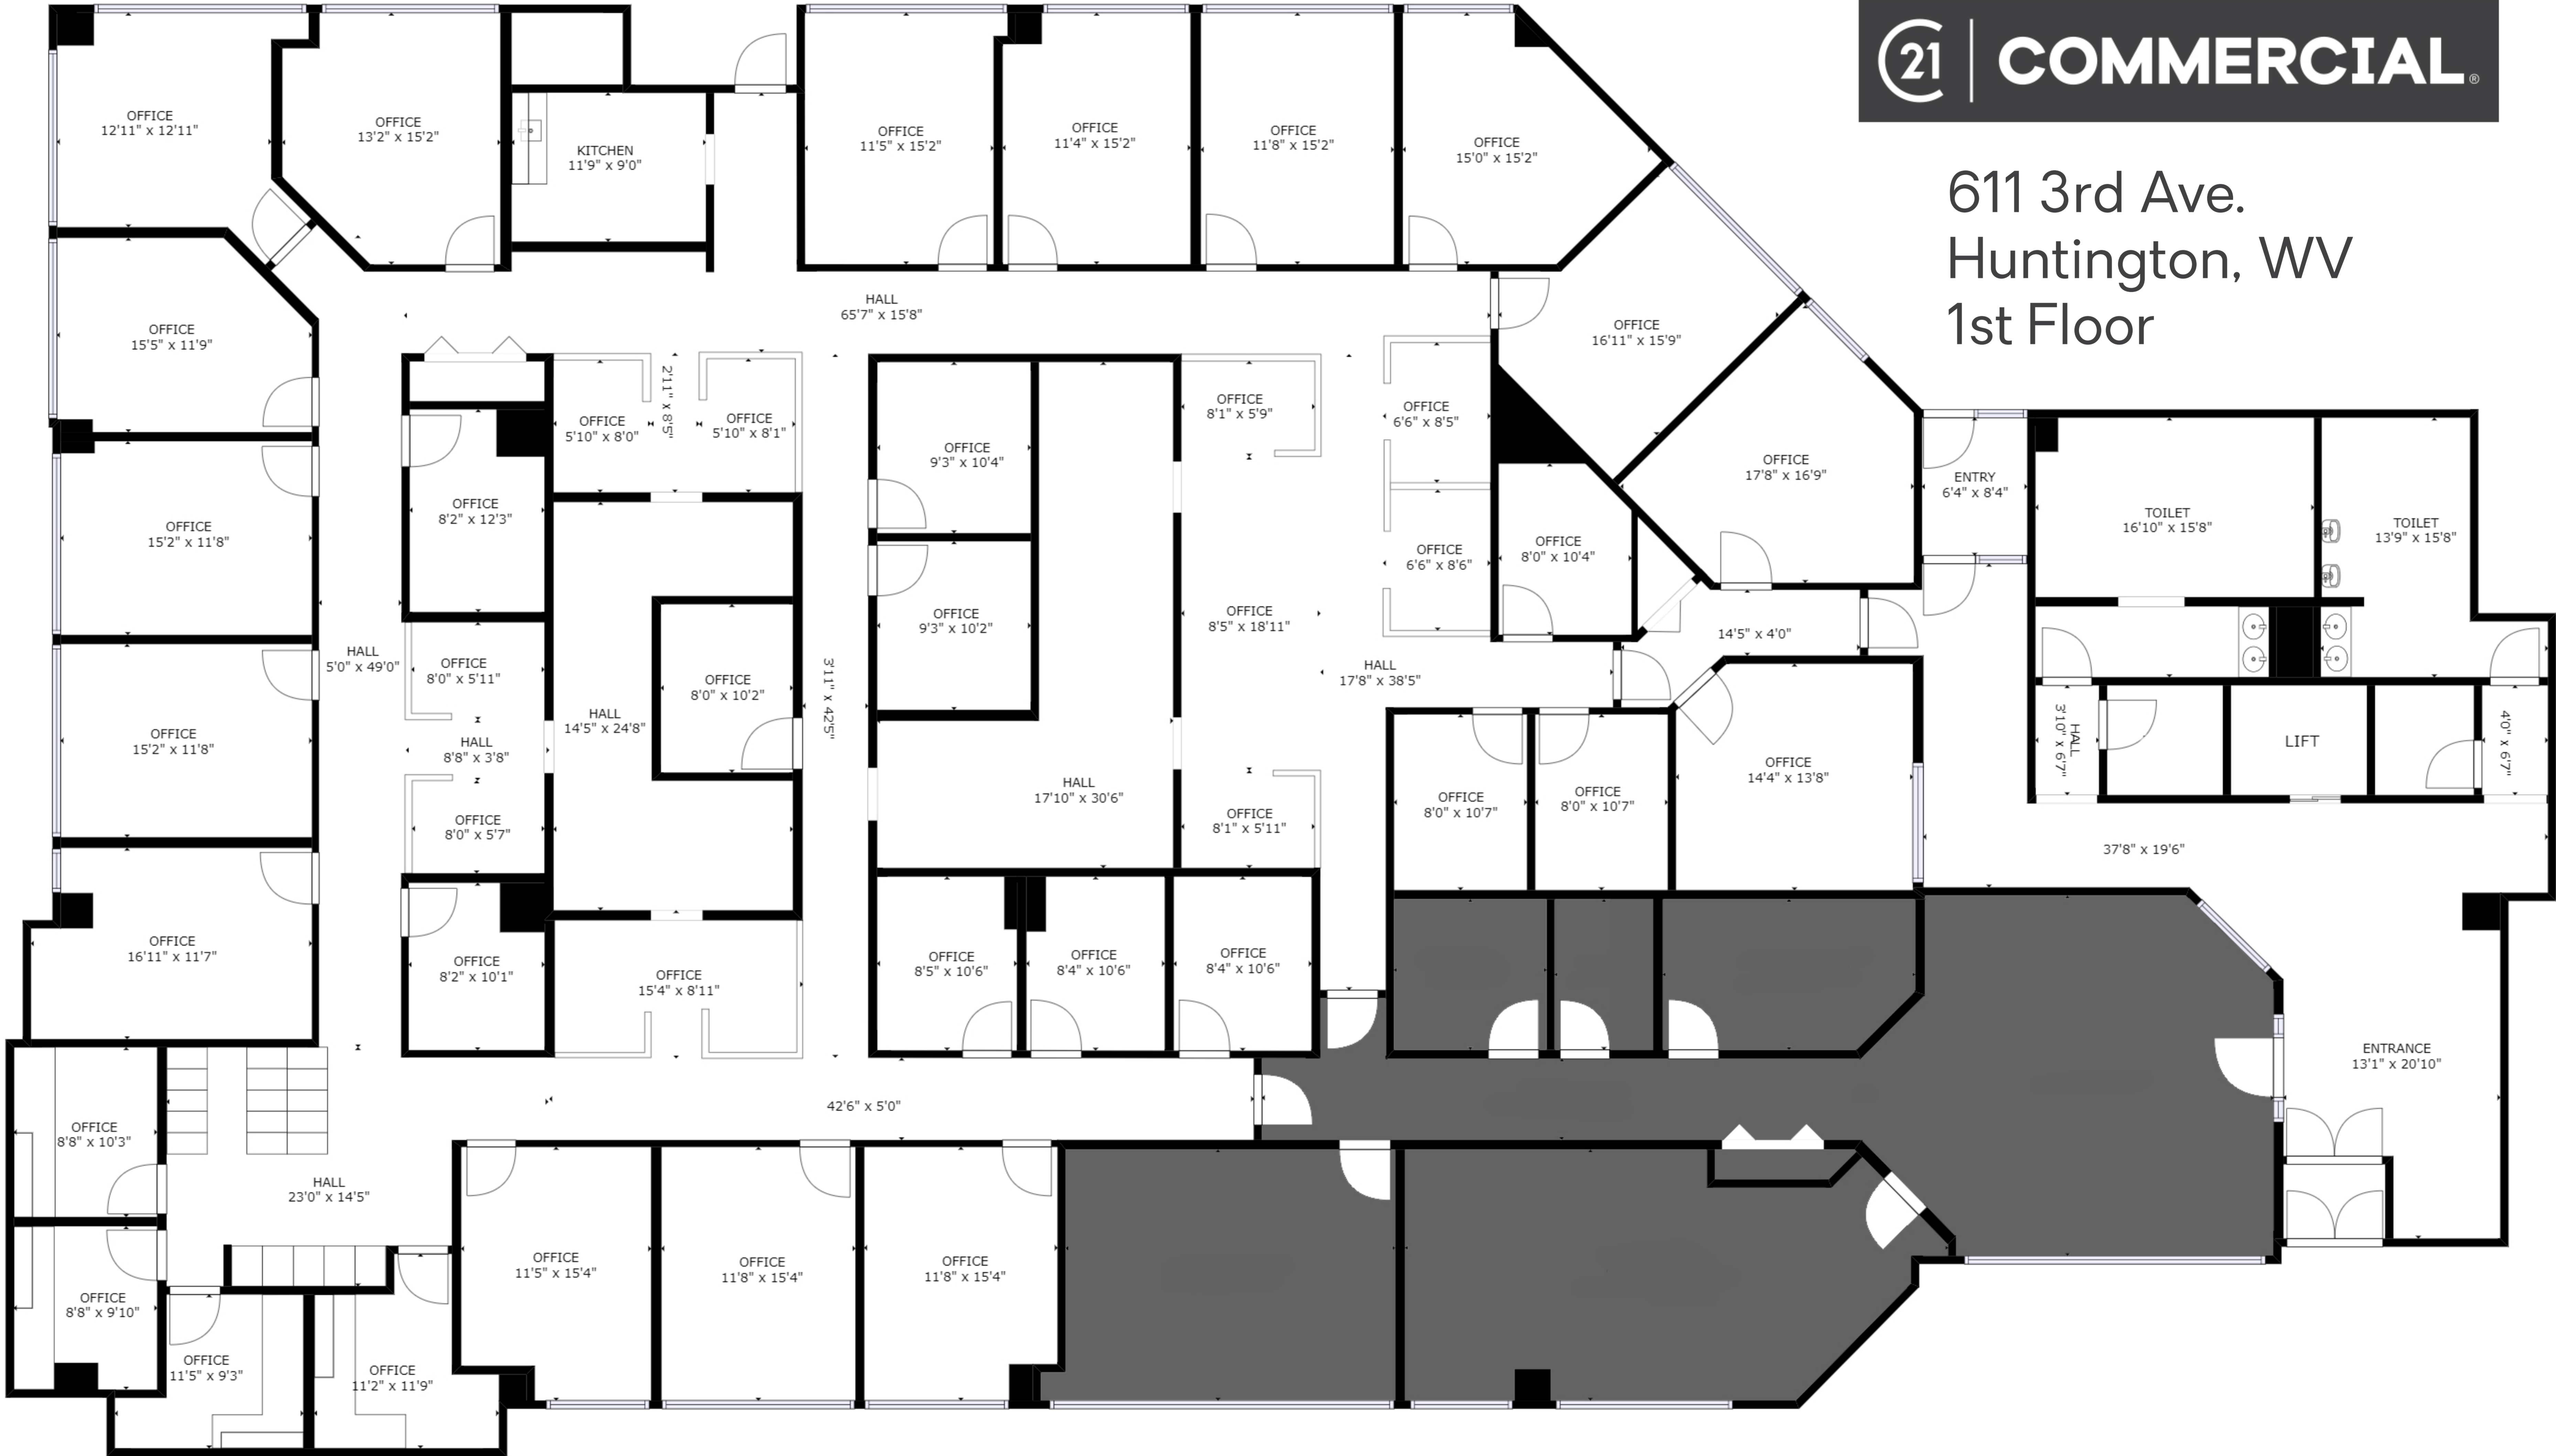 C21 COMMERCIAL®
611 3rd Ave.
Huntington, WV
1st Floor
OFFICE
12'11" x 12'11"
OFFICE
13'2" x 15'2"
KITCHEN
11'9" x 9'0"
OFFICE
11'5" x 15'2"
OFFICE
11'4" x 15'2"
OFFICE
11'8" x 15'2"
OFFICE
15'0" x 15'2"
OFFICE
15'5" x 11'9"
HALL
65'7" x 15'8"
OFFICE
16'11" x 15'9"
OFFICE
5'10" x 8'0"
2'11" x 8'5"
OFFICE
5'10" x 8'1"
OFFICE
9'3" x 10'4"
OFFICE
8'1" x 5'9"
OFFICE
6'6" x 8'5"
OFFICE
17'8" x 16'9"
ENTRY
6'4" x 8'4"
TOILET
16'10" x 15'8"
TOILET
13'9" x 15'8"
OFFICE
15'2" x 11'8"
OFFICE
8'2" x 12'3"
OFFICE
6'6" x 8'6"
OFFICE
8'0" x 10'4"
OFFICE
9'3" x 10'2"
OFFICE
8'5" x 18'11"
14'5" x 4'0"
HALL
5'0" x 49'0"
OFFICE
8'0" x 5'11"
OFFICE
8'0" x 10'2"
3'11" x 42'5"
HALL
17'8" x 38'5"
HALL
14'5" x 24'8"
OFFICE
15'2" x 11'8"
HALL
8'8" x 3'8"
HALL
3'10" x 6'7"
LIFT
4'0" x 6'7"
OFFICE
14'4" x 13'8"
HALL
17'10" x 30'6"
OFFICE
8'0" x 10'7"
OFFICE
8'0" x 10'7"
OFFICE
8'0" x 5'7"
OFFICE
8'1" x 5'11"
37'8" x 19'6"
OFFICE
16'11" x 11'7"
OFFICE
8'2" x 10'1"
OFFICE
15'4" x 8'11"
OFFICE
8'5" x 10'6"
OFFICE
8'4" x 10'6"
OFFICE
8'4" x 10'6"
ENTRANCE
13'1" x 20'10"
42'6" x 5'0"
OFFICE
8'8" x 10'3"
HALL
23'0" x 14'5"
OFFICE
11'5" x 15'4"
OFFICE
11'8" x 15'4"
OFFICE
11'8" x 15'4"
OFFICE
8'8" x 9'10"
OFFICE
11'5" x 9'3"
OFFICE
11'2" x 11'9"